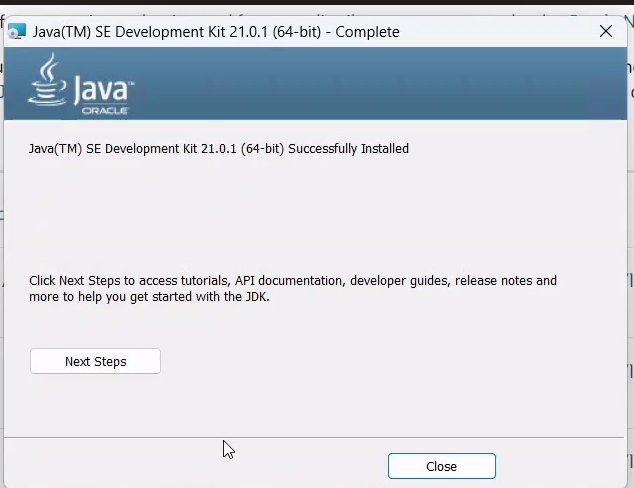 Java(TM) SE Development Kit 21.0.1 (64-bit) - Complete
Java™
ORACLE
Java(TM) SE Development Kit 21.0.1 (64-bit) Successfully Installed
Click Next Steps to access tutorials, API documentation, developer guides, release notes and
more to help you get started with the JDK.
Next Steps
Close